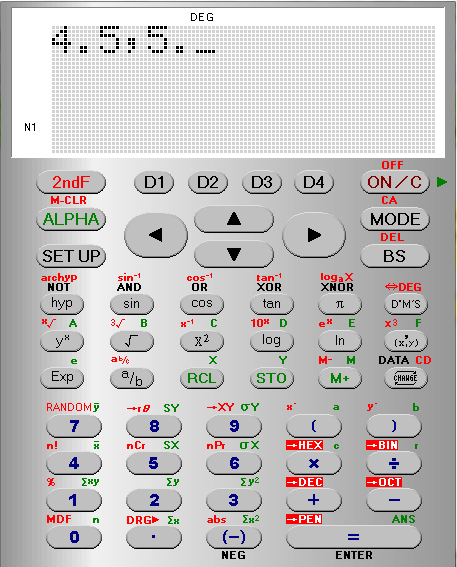 DEG
4.5,5._
N1
OFF
2ndF D1 D2 D3 D4 ON/C
M-CLR CA
ALPHA ◄ ▲ ► MODE
DEL
SET UP ▼ BS
archyp sin⁻¹ cos⁻¹ tan⁻¹ logₐX ⇔DEG
NOT AND OR XOR XNOR
hyp sin cos tan π D°M'S
ˣ√ A ³√ B x⁻¹ C 10ˣ D eˣ E x³ F
yˣ √ X² log ln (x,y)
e aᵇ/c X Y M- M DATA CD
Exp a/b RCL STO M+ CHANGE
RANDOM ȳ →rθ SY →XY σY x´ a y´ b
7 8 9 ( )
n! x̄ nCr SX nPr σX →HEX c →BIN r
4 5 6 × ÷
% Σxy Σy Σy² →DEC →OCT
1 2 3 + −
MDF n DRG► Σx abs Σx² →PEN ANS
0 · (−) =
NEG ENTER